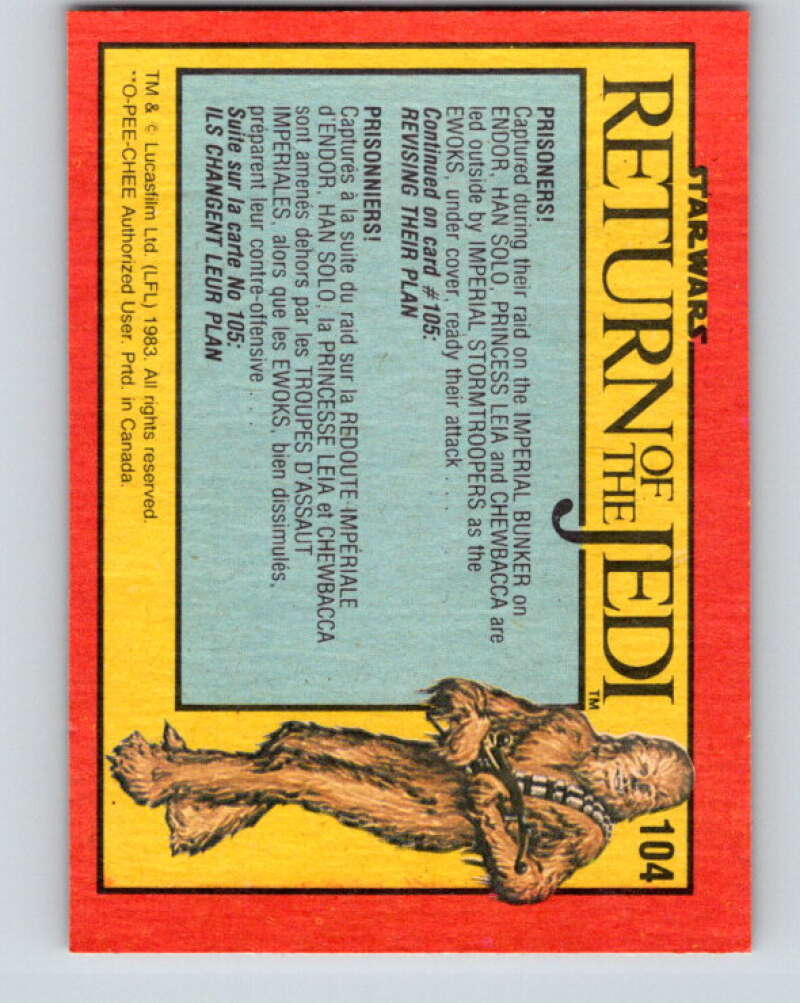 STAR WARS
RETURN OF THE JEDI™
104
PRISONERS!
Captured during their raid on the IMPERIAL BUNKER on
ENDOR, HAN SOLO, PRINCESS LEIA and CHEWBACCA are
led outside by IMPERIAL STORMTROOPERS as the
EWOKS, under cover, ready their attack . . . .
Continued on card #105:
REVISING THEIR PLAN
PRISONNIERS!
Capturés à la suite du raid sur la REDOUTE IMPÉRIALE
d'ENDOR, HAN SOLO, la PRINCESSE LEIA et CHEWBACCA
sont amenés dehors par les TROUPES D'ASSAUT
IMPÉRIALES, alors que les EWOKS, bien dissimulés,
préparent leur contre-offensive . . . .
Suite sur la carte No 105:
ILS CHANGENT LEUR PLAN
TM & © Lucasfilm Ltd. (LFL) 1983. All rights reserved.
**O-PEE-CHEE Authorized User. Prtd. in Canada.